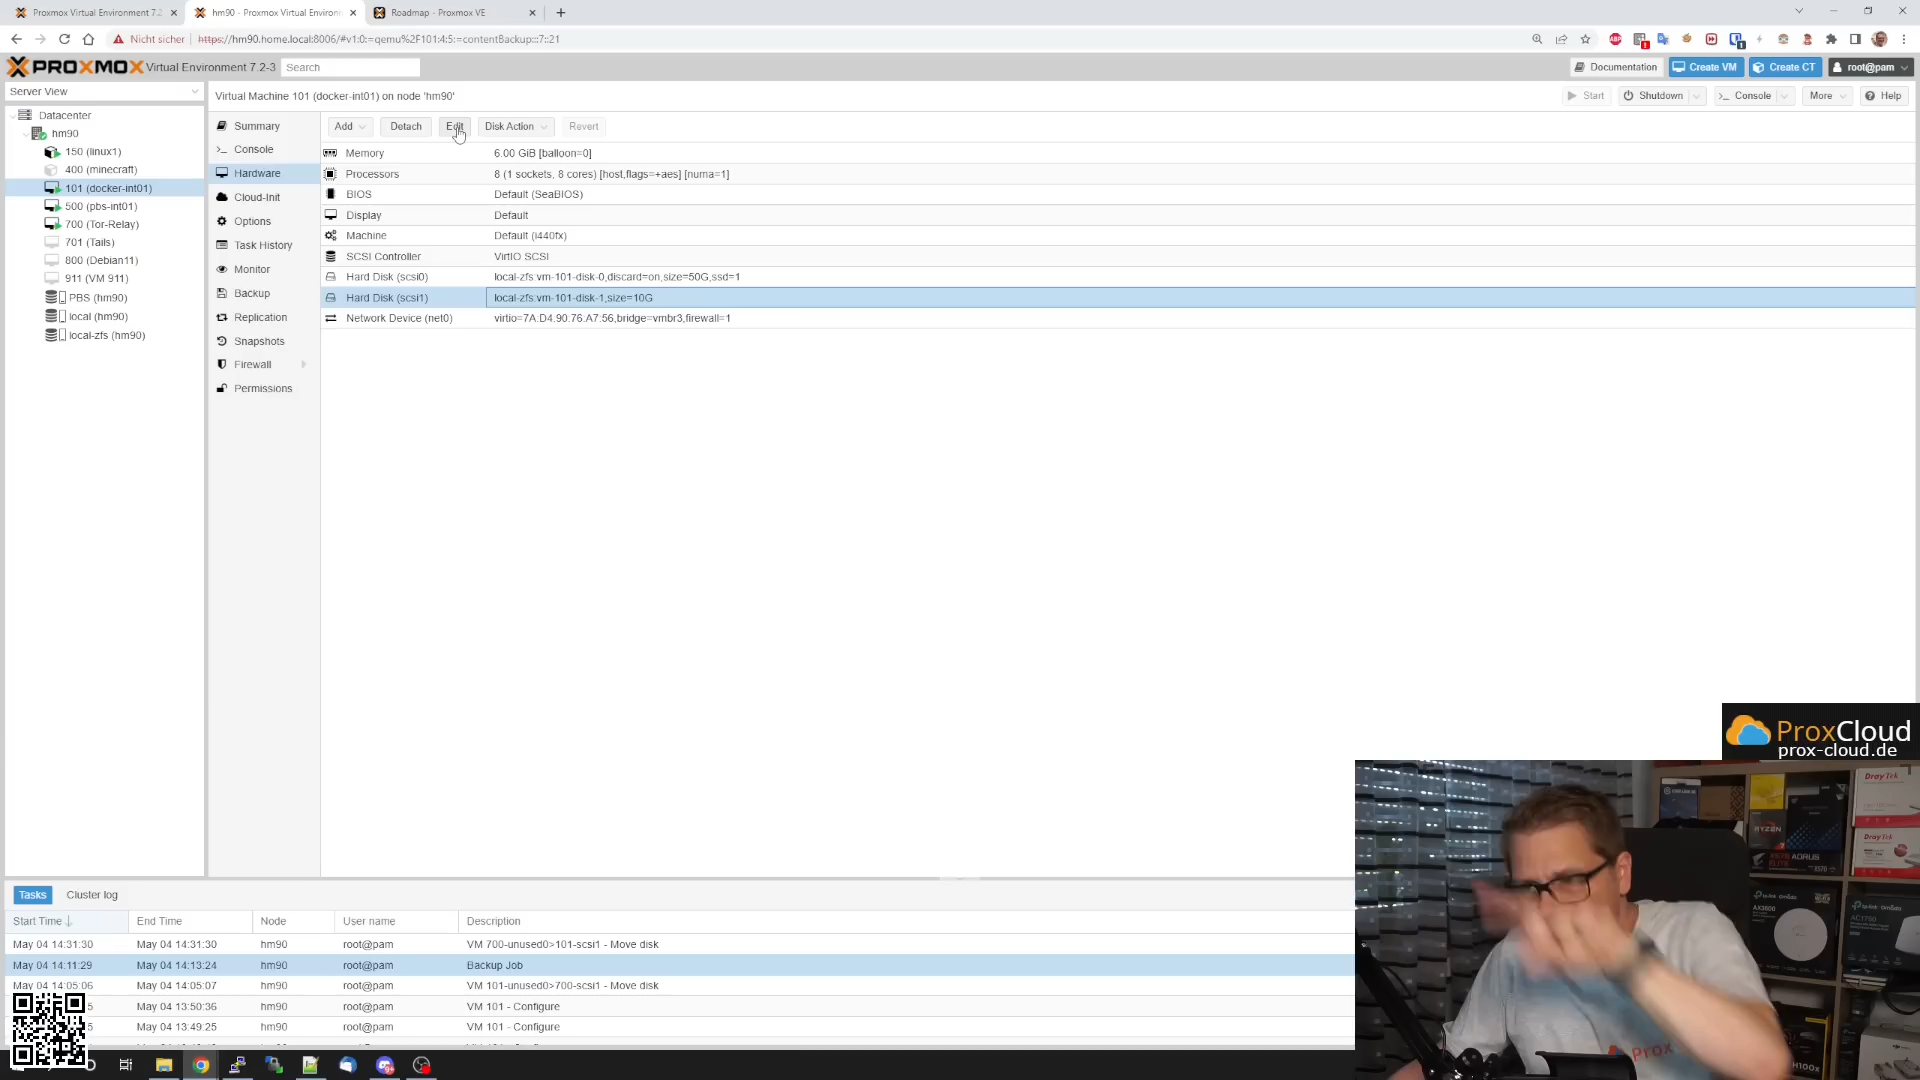 Proxmox Virtual Environment 7.2
hm90 - Proxmox Virtual Environ
Roadmap - Proxmox VE
Nicht sicher
https://hm90.home.local:8006/#v1:0:=qemu%2F101:4:5:=contentBackup:::7::21
PROXMOX Virtual Environment 7.2-3
Search
Documentation
Create VM
Create CT
root@pam
Server View
Virtual Machine 101 (docker-int01) on node 'hm90'
Start
Shutdown
Console
More
Help
Datacenter
hm90
150 (linux1)
400 (minecraft)
101 (docker-int01)
500 (pbs-int01)
700 (Tor-Relay)
701 (Tails)
800 (Debian11)
911 (VM 911)
PBS (hm90)
local (hm90)
local-zfs (hm90)
Summary
Console
Hardware
Cloud-Init
Options
Task History
Monitor
Backup
Replication
Snapshots
Firewall
Permissions
Add
Detach
Edit
Disk Action
Revert
Memory 6.00 GiB [balloon=0]
Processors 8 (1 sockets, 8 cores) [host,flags=+aes] [numa=1]
BIOS Default (SeaBIOS)
Display Default
Machine Default (i440fx)
SCSI Controller VirtIO SCSI
Hard Disk (scsi0) local-zfs:vm-101-disk-0,discard=on,size=50G,ssd=1
Hard Disk (scsi1) local-zfs:vm-101-disk-1,size=10G
Network Device (net0) virtio=7A:D4:90:76:A7:56,bridge=vmbr3,firewall=1
ProxCloud
prox-cloud.de
DrayTek
DrayTek
RYZEN
AORUS
X570
AX3600
tp-link
AC1750
H100x
Prox
Tasks
Cluster log
Start Time End Time Node User name Description
May 04 14:31:30 May 04 14:31:30 hm90 root@pam VM 700-unused0>101-scsi1 - Move disk
May 04 14:11:29 May 04 14:13:24 hm90 root@pam Backup Job
May 04 14:05:06 May 04 14:05:07 hm90 root@pam VM 101-unused0>700-scsi1 - Move disk
5 May 04 13:50:36 hm90 root@pam VM 101 - Configure
5 May 04 13:49:25 hm90 root@pam VM 101 - Configure